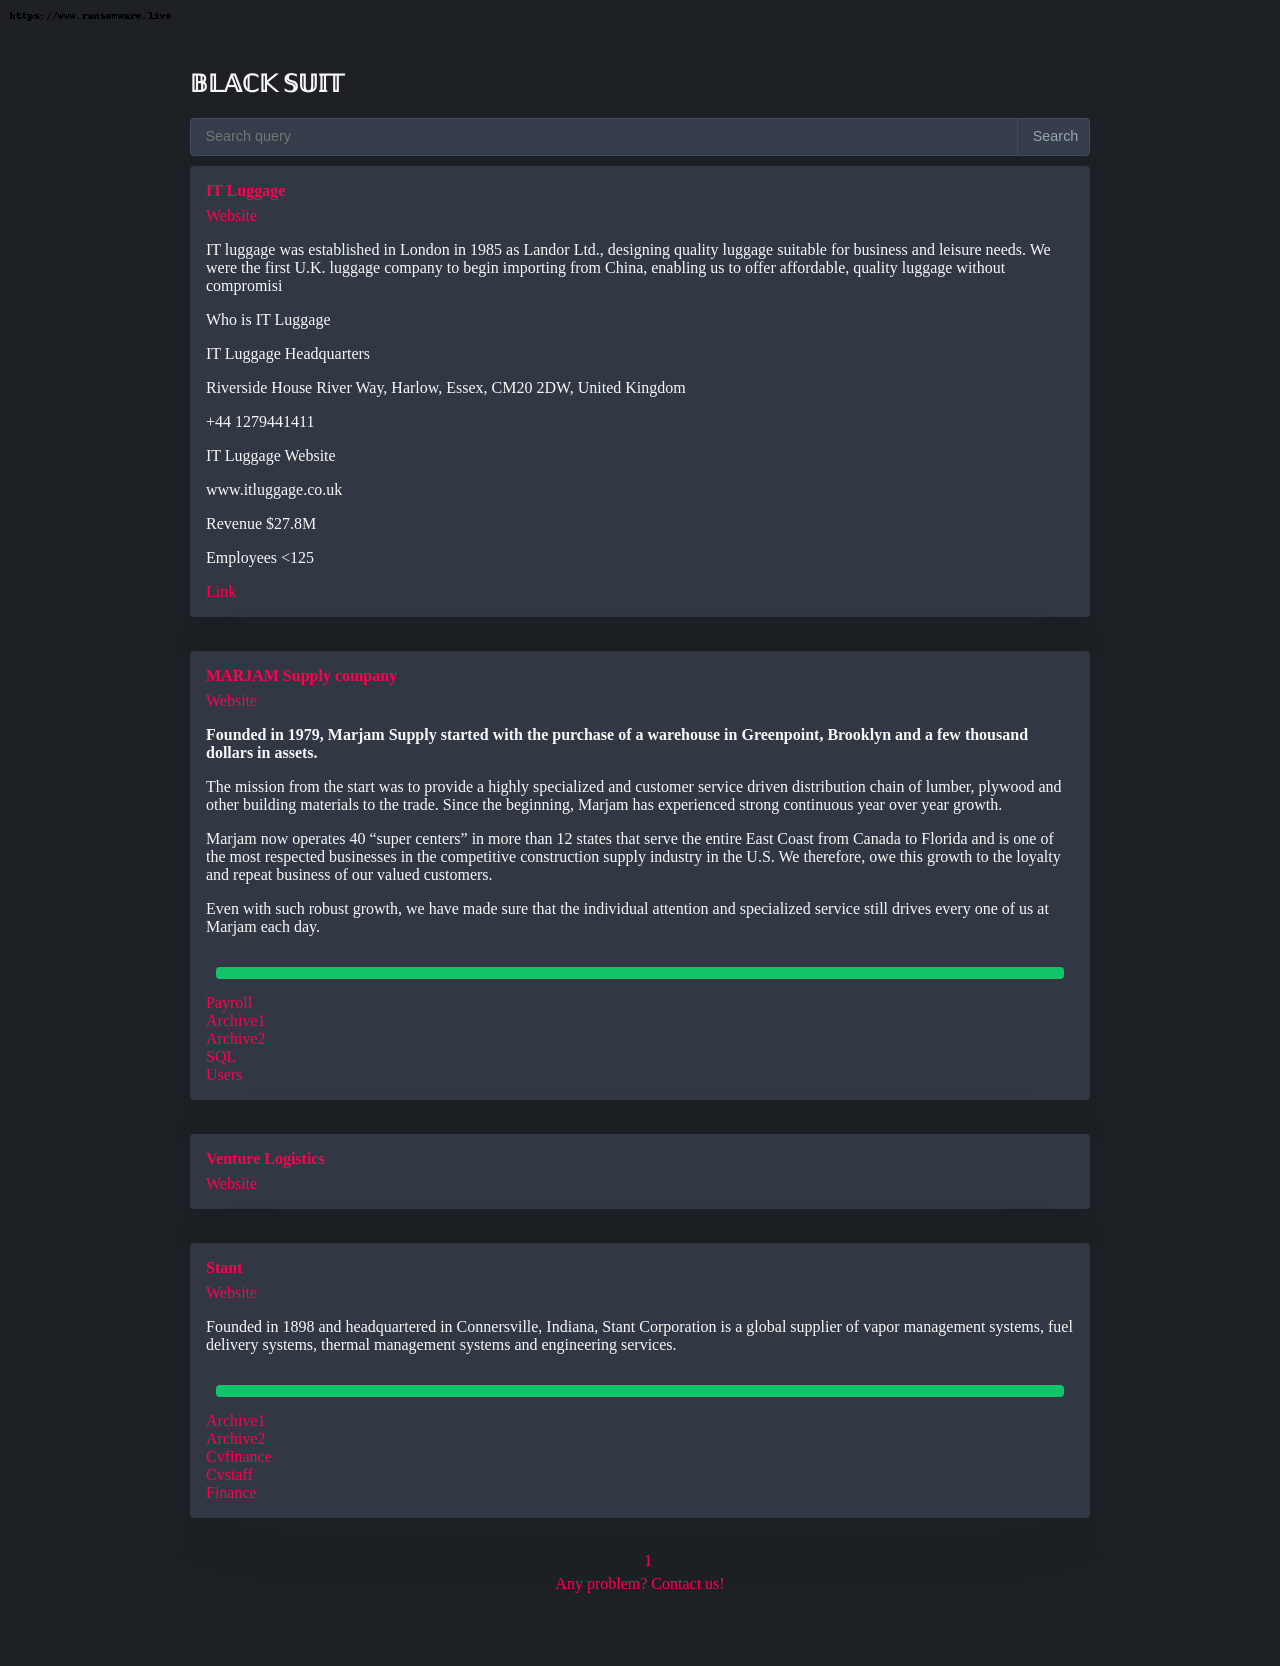 https://www.ransomware.live
BLACK SUIT
Search query
Search
IT Luggage
Website
IT luggage was established in London in 1985 as Landor Ltd., designing quality luggage suitable for business and leisure needs. We
were the first U.K. luggage company to begin importing from China, enabling us to offer affordable, quality luggage without
compromisi
Who is IT Luggage
IT Luggage Headquarters
Riverside House River Way, Harlow, Essex, CM20 2DW, United Kingdom
+44 1279441411
IT Luggage Website
www.itluggage.co.uk
Revenue $27.8M
Employees <125
Link
MARJAM Supply company
Website
Founded in 1979, Marjam Supply started with the purchase of a warehouse in Greenpoint, Brooklyn and a few thousand
dollars in assets.
The mission from the start was to provide a highly specialized and customer service driven distribution chain of lumber, plywood and
other building materials to the trade. Since the beginning, Marjam has experienced strong continuous year over year growth.
Marjam now operates 40 “super centers” in more than 12 states that serve the entire East Coast from Canada to Florida and is one of
the most respected businesses in the competitive construction supply industry in the U.S. We therefore, owe this growth to the loyalty
and repeat business of our valued customers.
Even with such robust growth, we have made sure that the individual attention and specialized service still drives every one of us at
Marjam each day.
Payroll
Archive1
Archive2
SQL
Users
Venture Logistics
Website
Stant
Website
Founded in 1898 and headquartered in Connersville, Indiana, Stant Corporation is a global supplier of vapor management systems, fuel
delivery systems, thermal management systems and engineering services.
Archive1
Archive2
Cvfinance
Cvstaff
Finance
1
Any problem? Contact us!